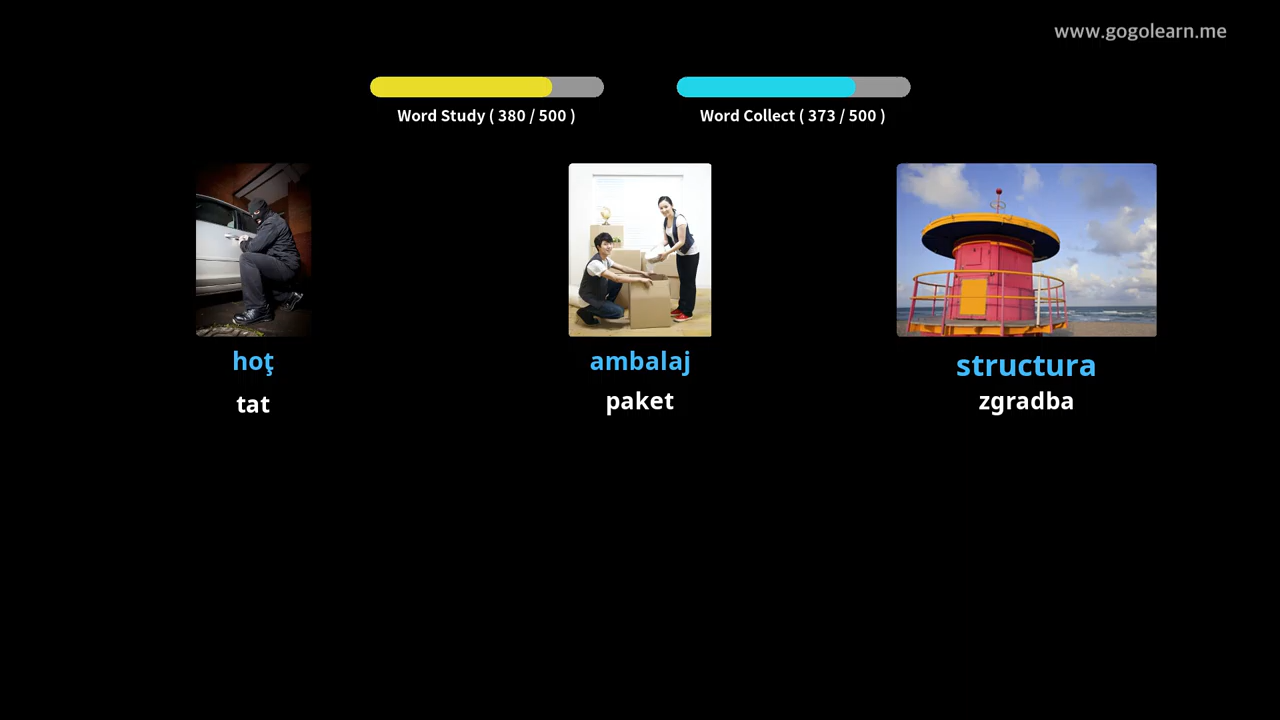 www.gogolearn.me
Word Study ( 380 / 500 )
Word Collect ( 373 / 500 )
hoţ
ambalaj
structura
tat
paket
zgradba